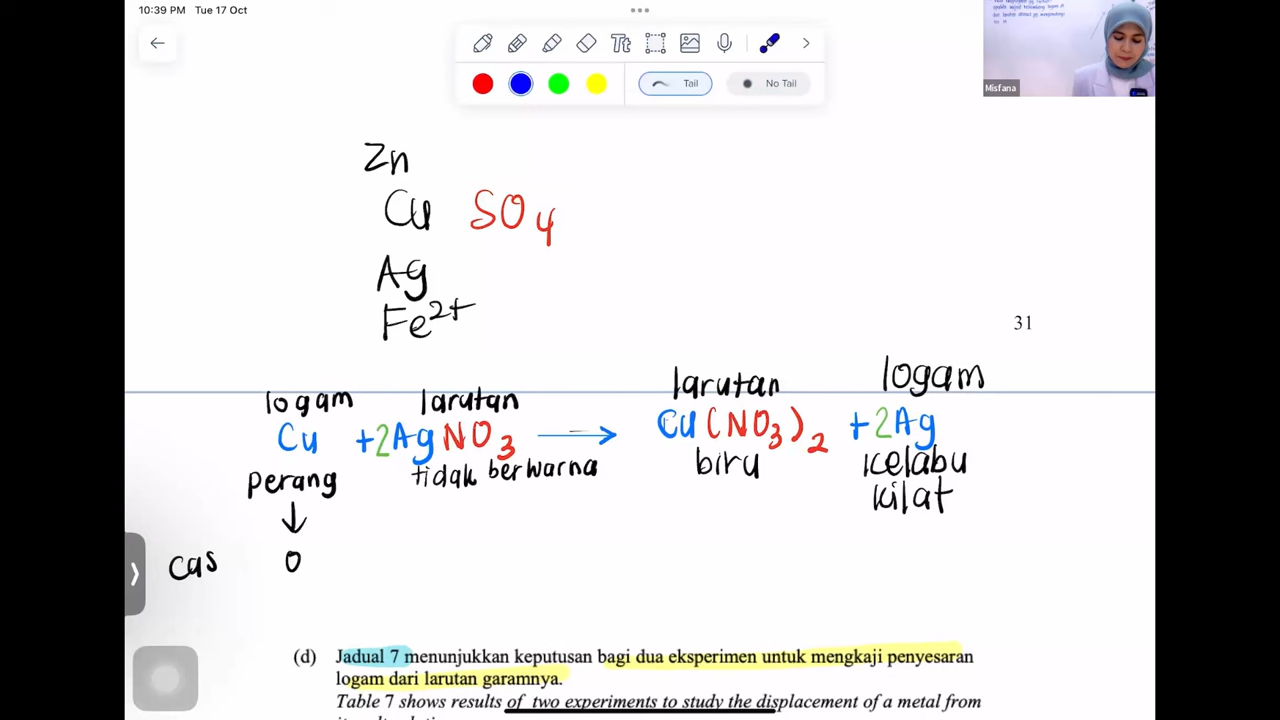 10:39 PM Tue 17 Oct
Tt
Tail
No Tail
Misfana
Zn
Cu SO4
Ag
Fe2+
31
logam larutan larutan logam
Cu +2AgNO3 → Cu(NO3)2 +2Ag
perang tidak berwarna biru kelabu
kilat
↓
cas 0
(d) Jadual 7 menunjukkan keputusan bagi dua eksperimen untuk mengkaji penyesaran
logam dari larutan garamnya.
Table 7 shows results of two experiments to study the displacement of a metal from